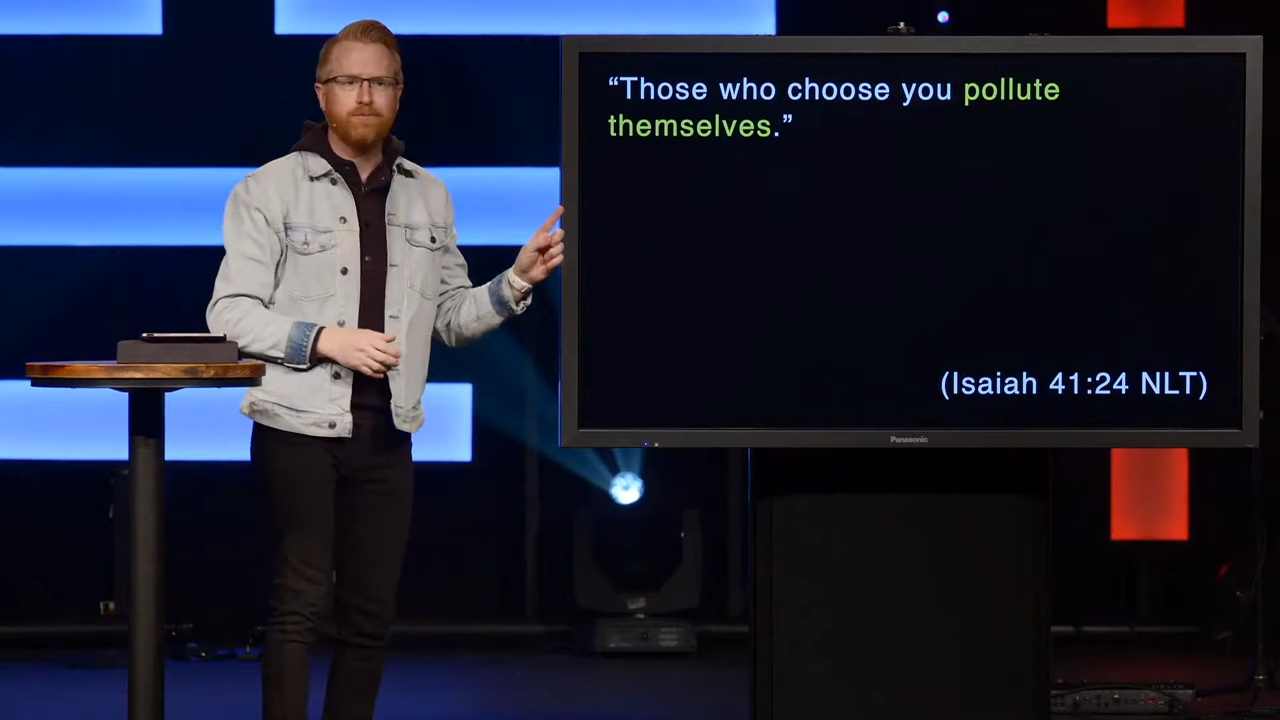 “Those who choose you pollute
themselves.”
(Isaiah 41:24 NLT)
Panasonic